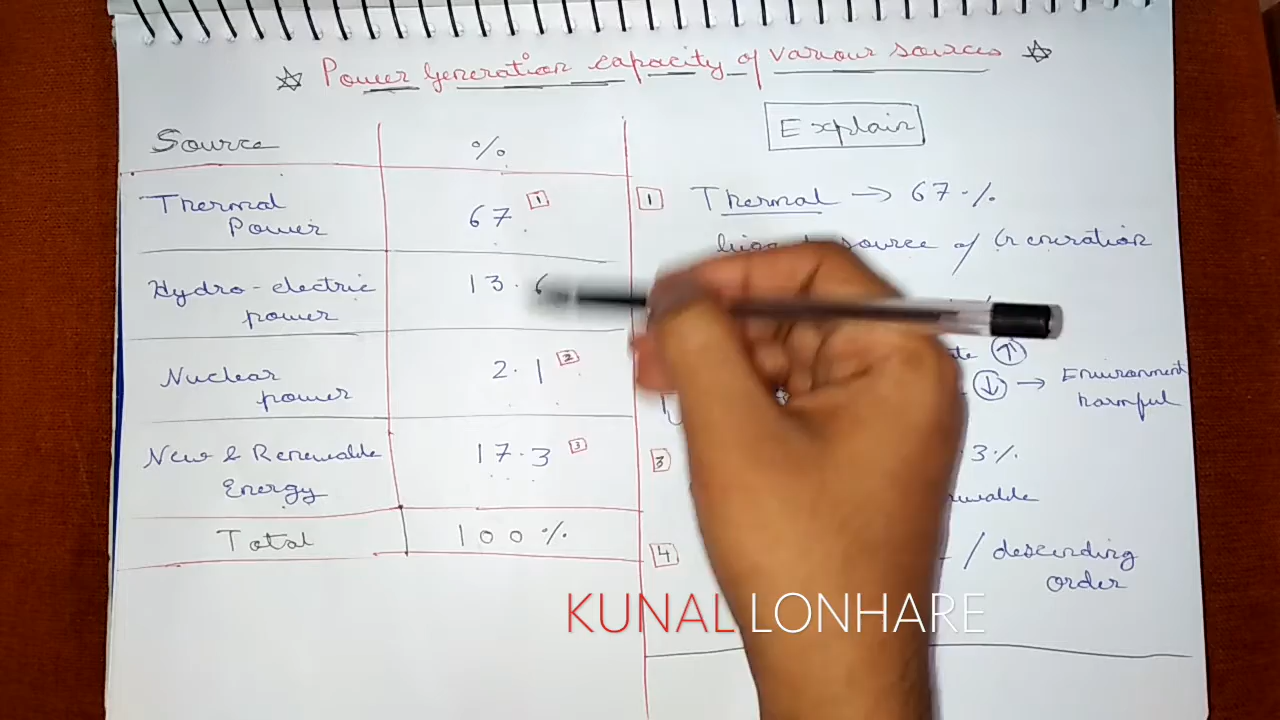 Power Generation capacity of various sources
Source %
Thermal Power 67 1
Hydro-electric power 13.6
Nuclear power 2.1 2
New & Renewable Energy 17.3 3
Total 100%
Explain
1 Thermal → 67%
source of Generation
↑
↓ → Environment harmful
3 .3%
4 / descending order
KUNAL LONHARE